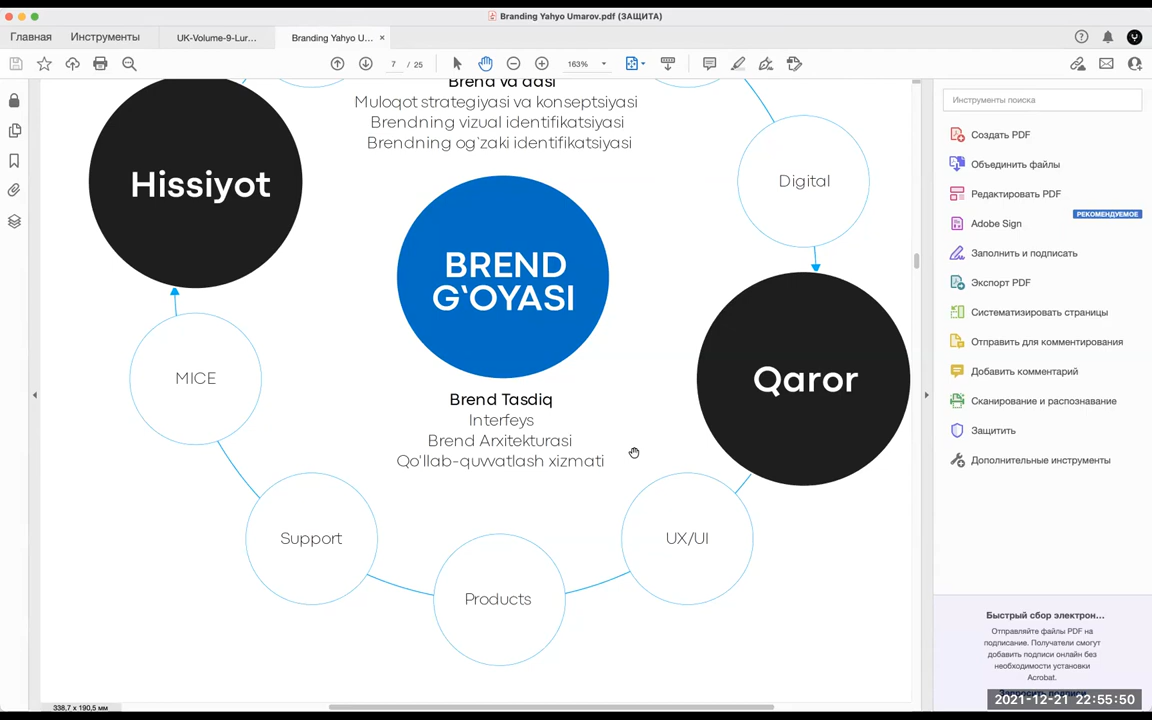 Branding Yahyo Umarov.pdf (ЗАЩИТА)
Главная
Инструменты
UK-Volume-9-Lur...
Branding Yahyo U... ×
7 / 25
163%
Brend va'dasi
Muloqot strategiyasi va konseptsiyasi
Brendning vizual identifikatsiyasi
Brendning og`zaki identifikatsiyasi
Hissiyot
Digital
BREND
G‘OYASI
MICE
Qaror
Brend Tasdiq
Interfeys
Brend Arxitekturasi
Qo'llab-quvvatlash xizmati
Support
UX/UI
Products
338,7 x 190,5 мм
Инструменты поиска
Создать PDF
Объединить файлы
Редактировать PDF
РЕКОМЕНДУЕМОЕ
Adobe Sign
Заполнить и подписать
Экспорт PDF
Систематизировать страницы
Отправить для комментирования
Добавить комментарий
Сканирование и распознавание
Защитить
Дополнительные инструменты
Быстрый сбор электрон...
Отправляйте файлы PDF на
подписание. Получатели смогут
добавить подписи онлайн без
необходимости установки
Acrobat.
Запросить подписи
2021-12-21 22:55:50